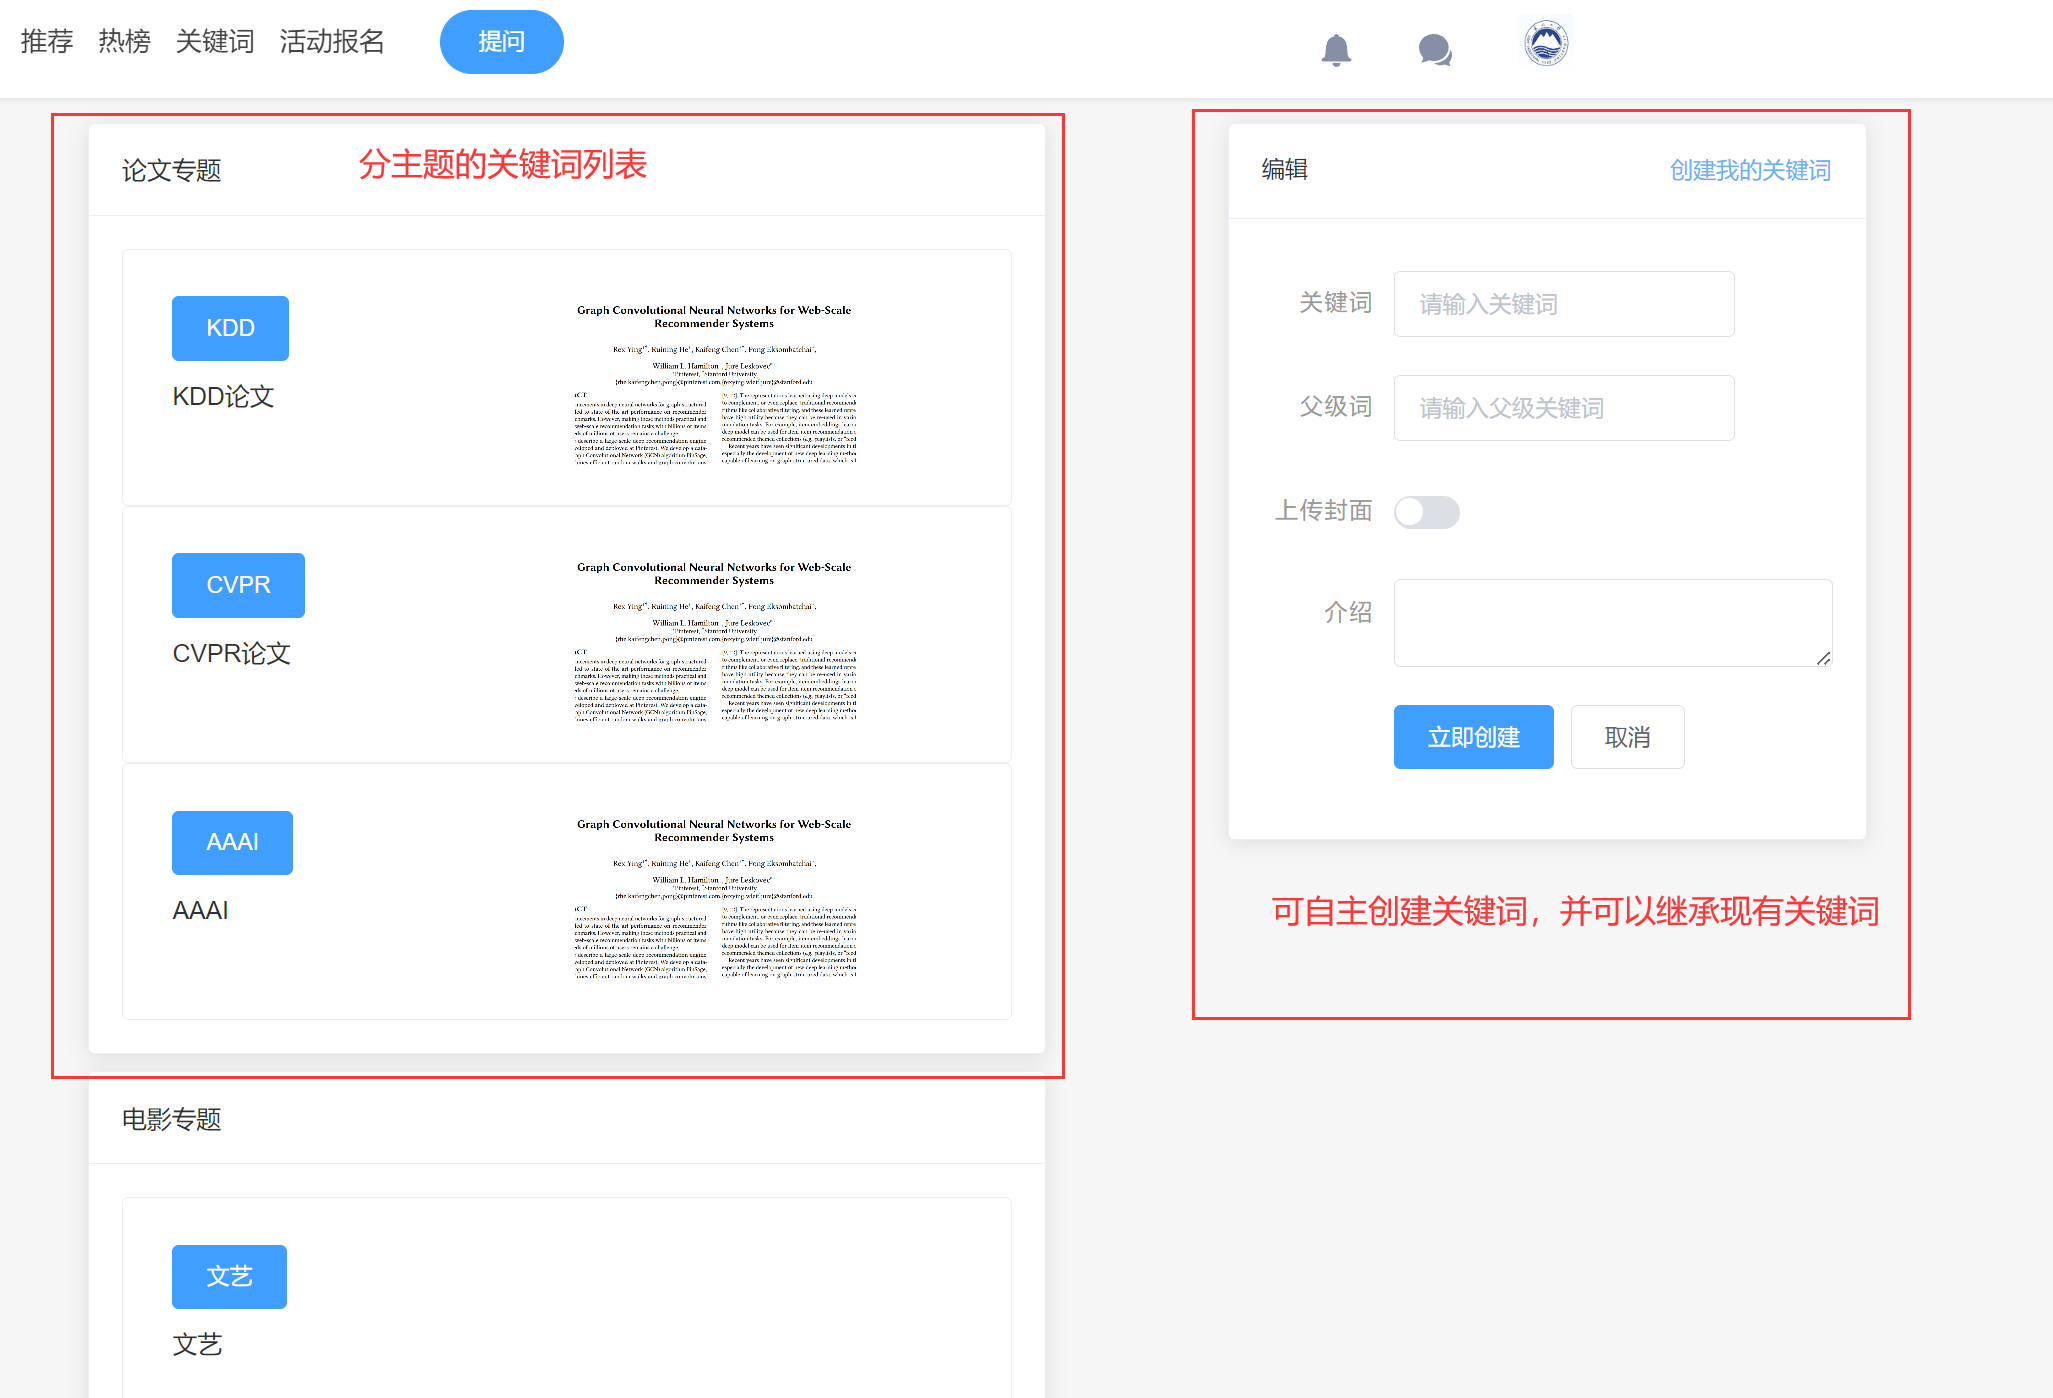 推荐 热榜 关键词 活动报名 提问
论文专题
分主题的关键词列表
KDD
KDD论文
Graph Convolutional Neural Networks for Web-Scale
Recommender Systems
Rex Ying, Ruining He, Kaifeng Chen, Pong Eksombatchai,
William L. Hamilton, Jure Leskovec
Pinterest, Stanford University
CVPR
CVPR论文
Graph Convolutional Neural Networks for Web-Scale
Recommender Systems
Rex Ying, Ruining He, Kaifeng Chen, Pong Eksombatchai,
William L. Hamilton, Jure Leskovec
Pinterest, Stanford University
AAAI
AAAI
Graph Convolutional Neural Networks for Web-Scale
Recommender Systems
Rex Ying, Ruining He, Kaifeng Chen, Pong Eksombatchai,
William L. Hamilton, Jure Leskovec
Pinterest, Stanford University
电影专题
文艺
文艺
编辑
创建我的关键词
关键词 请输入关键词
父级词 请输入父级关键词
上传封面
介绍
立即创建 取消
可自主创建关键词，并可以继承现有关键词